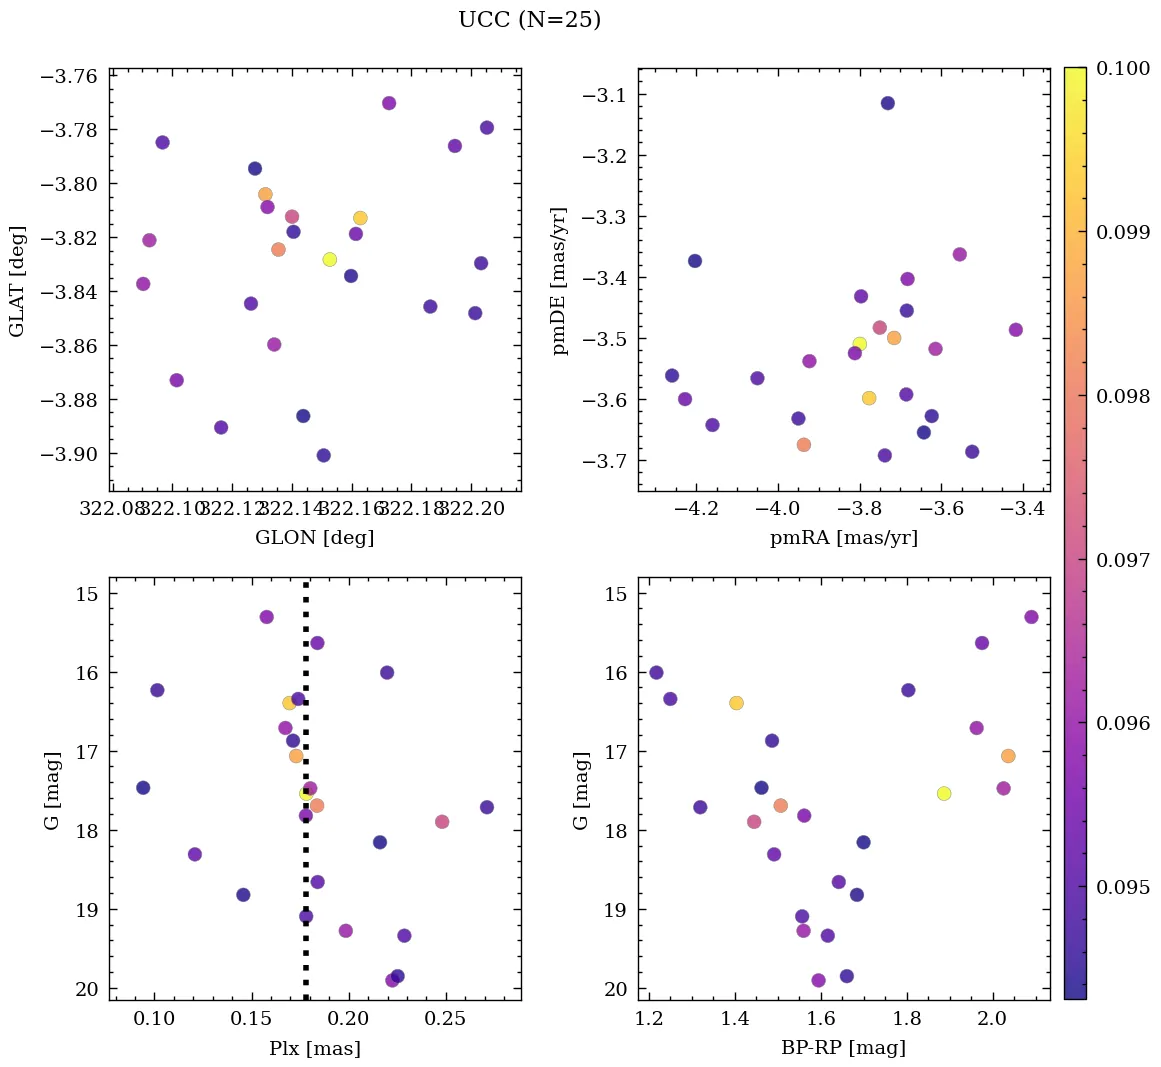 UCC (N=25)
−3.76
−3.78
−3.80
−3.82
−3.84
−3.86
−3.88
−3.90
GLAT [deg]
322.08 322.10 322.12 322.14 322.16 322.18 322.20
GLON [deg]
−3.1
−3.2
−3.3
−3.4
−3.5
−3.6
−3.7
pmDE [mas/yr]
−4.2 −4.0 −3.8 −3.6 −3.4
pmRA [mas/yr]
0.100
0.099
0.098
0.097
0.096
0.095
15
16
17
18
19
20
G [mag]
0.10 0.15 0.20 0.25
Plx [mas]
15
16
17
18
19
20
G [mag]
1.2 1.4 1.6 1.8 2.0
BP-RP [mag]